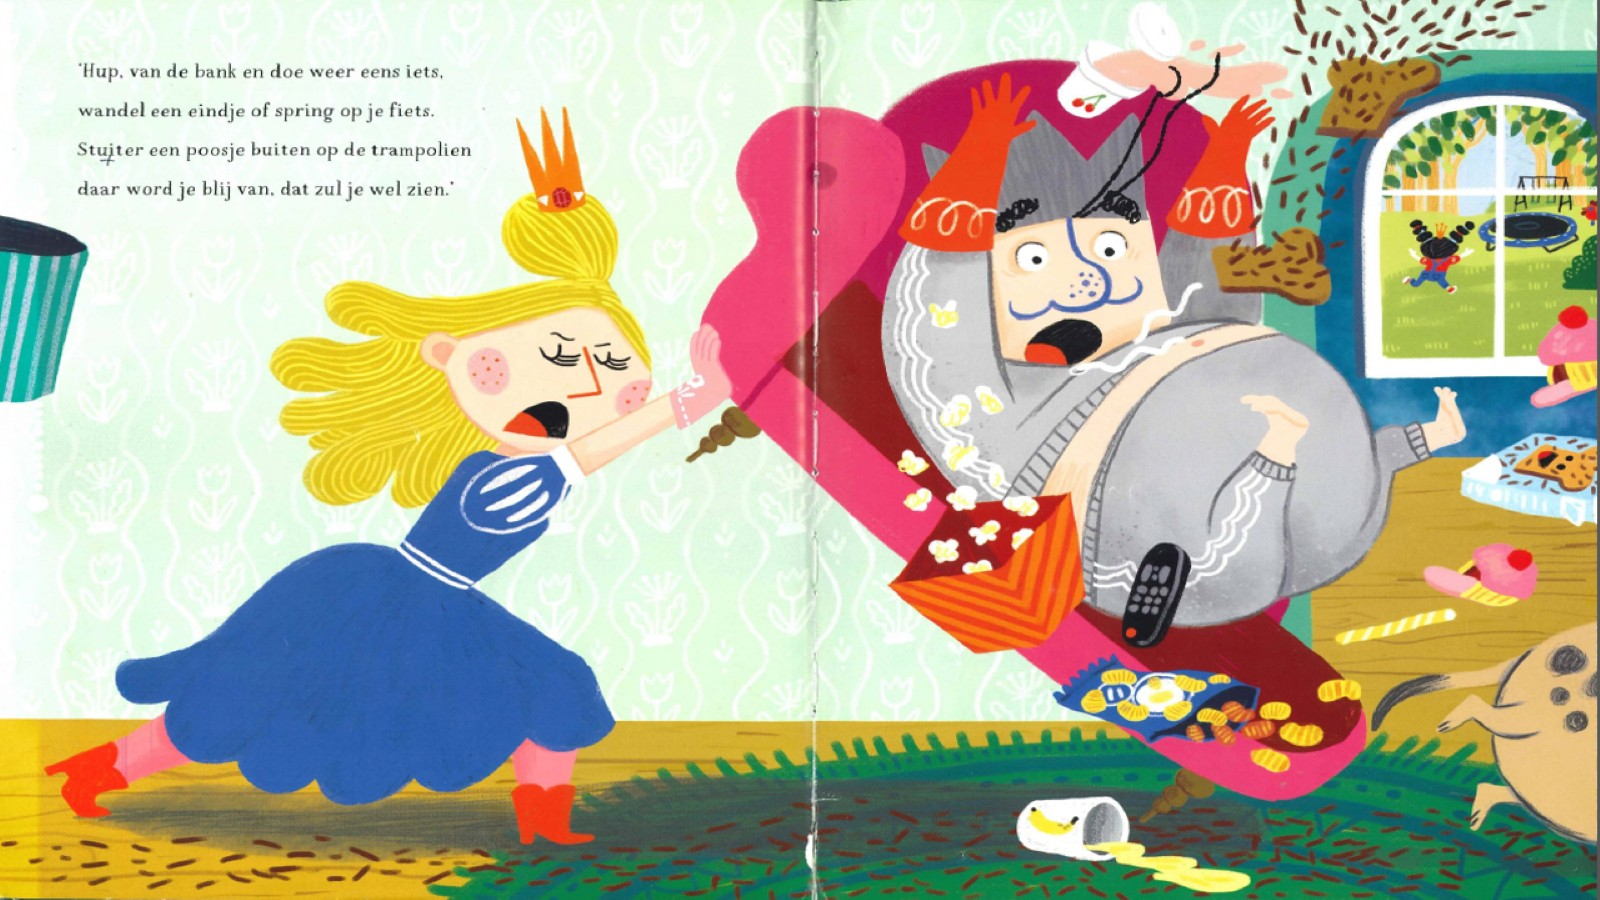 'Hup, van de bank en doe weer eens iets,
wandel een eindje of spring op je fiets.
Stuiter een poosje buiten op de trampolien
daar word je blij van, dat zul je wel zien.'